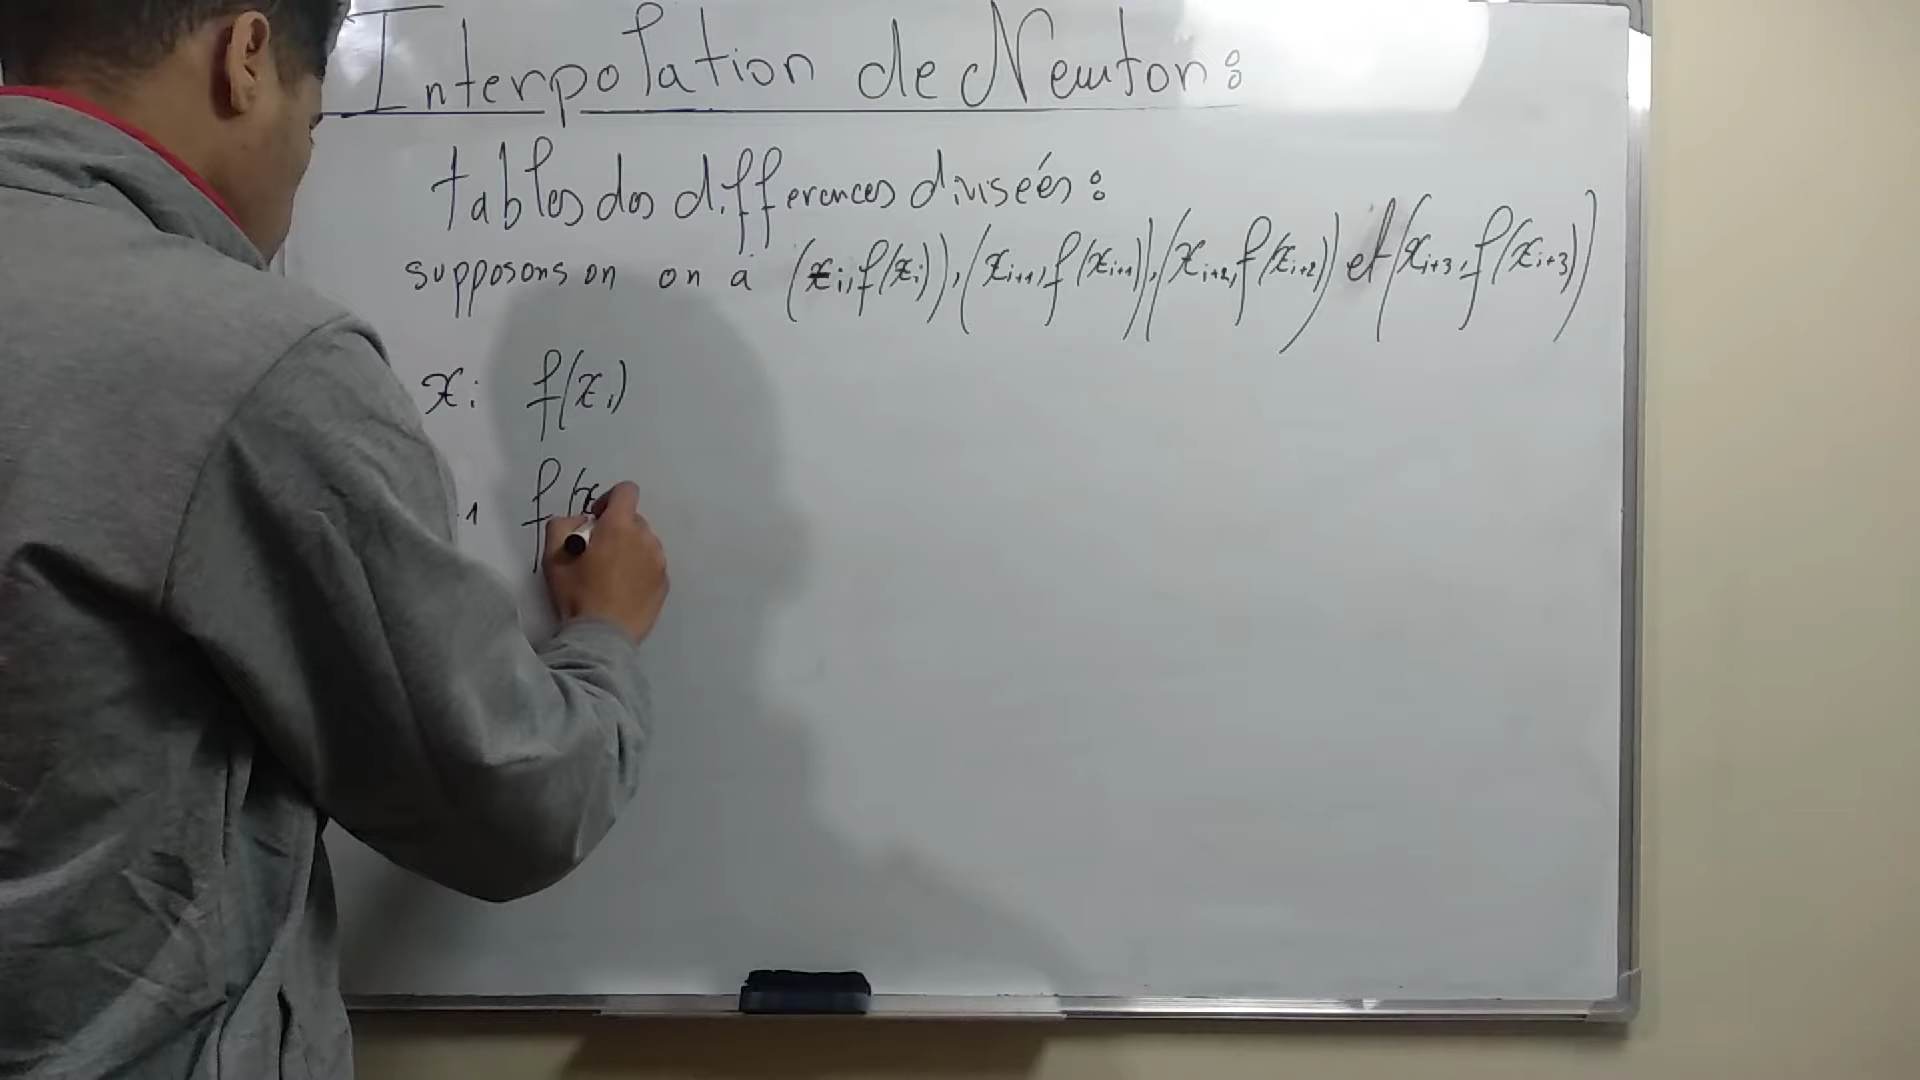 Interpolation de Newton:
tables des differences divisées:
supposons on on a (xi, f(xi)), (xi+1, f(xi+1)), (xi+2, f(xi+2)) et (xi+3, f(xi+3))
xi f(xi)
1 f(x